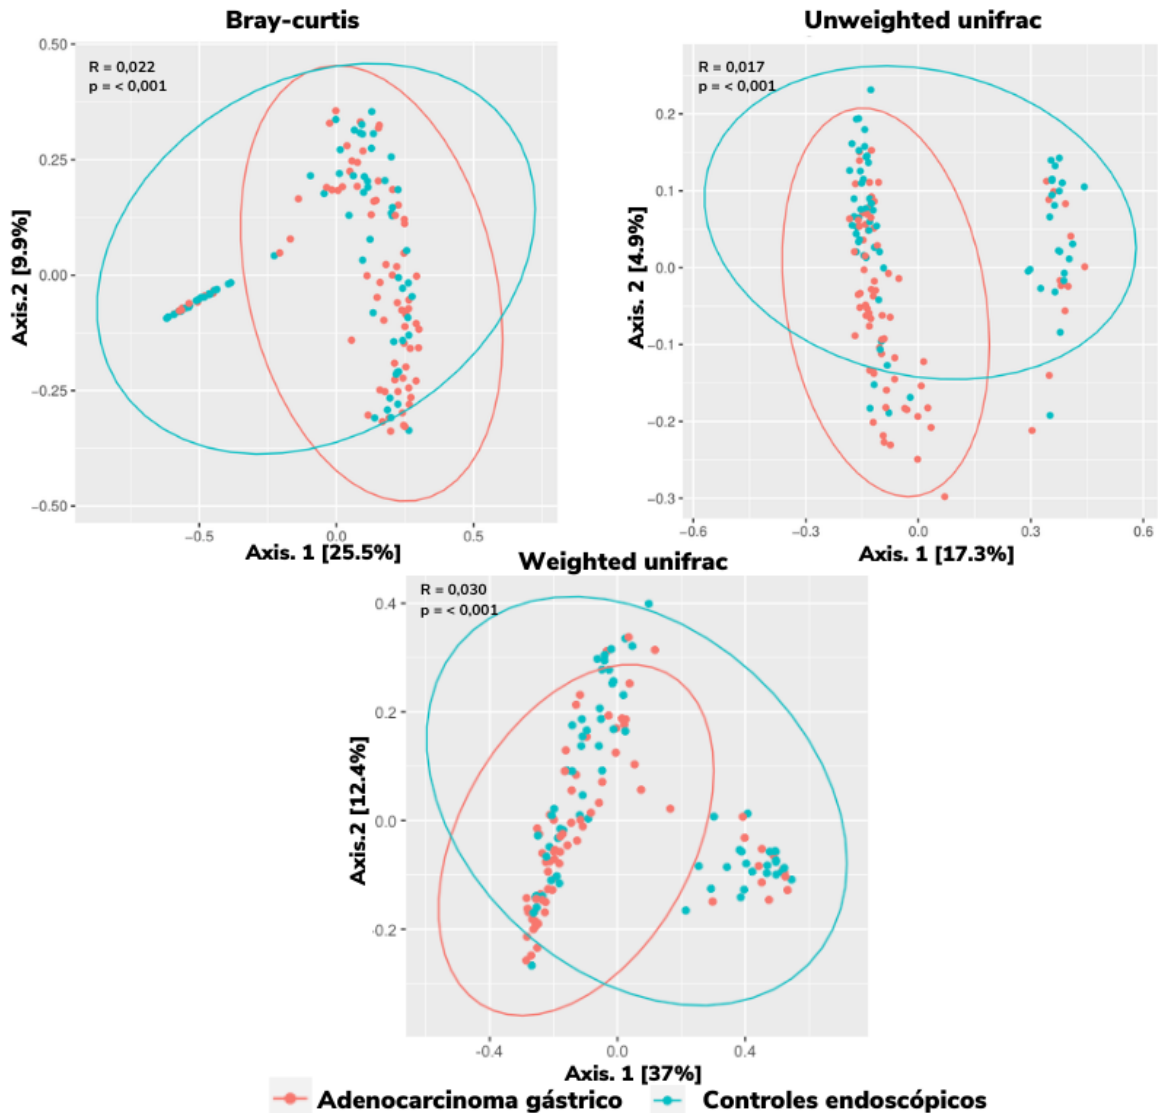 Bray-curtis
R = 0,022
p = < 0,001
0.50
0.25
0.00
−0.25
−0.50
Axis.2 [9.9%]
−0.5
0.0
0.5
Axis. 1 [25.5%]
Unweighted unifrac
R = 0,017
p = < 0,001
0.2
0.1
0.0
−0.1
−0.2
−0.3
Axis. 2 [4.9%]
−0.6
−0.3
0.0
0.3
0.6
Axis. 1 [17.3%]
Weighted unifrac
R = 0,030
p = < 0,001
0.4
0.2
0.0
-0.2
Axis.2 [12.4%]
-0.4
0.0
0.4
Axis. 1 [37%]
Adenocarcinoma gástrico
Controles endoscópicos